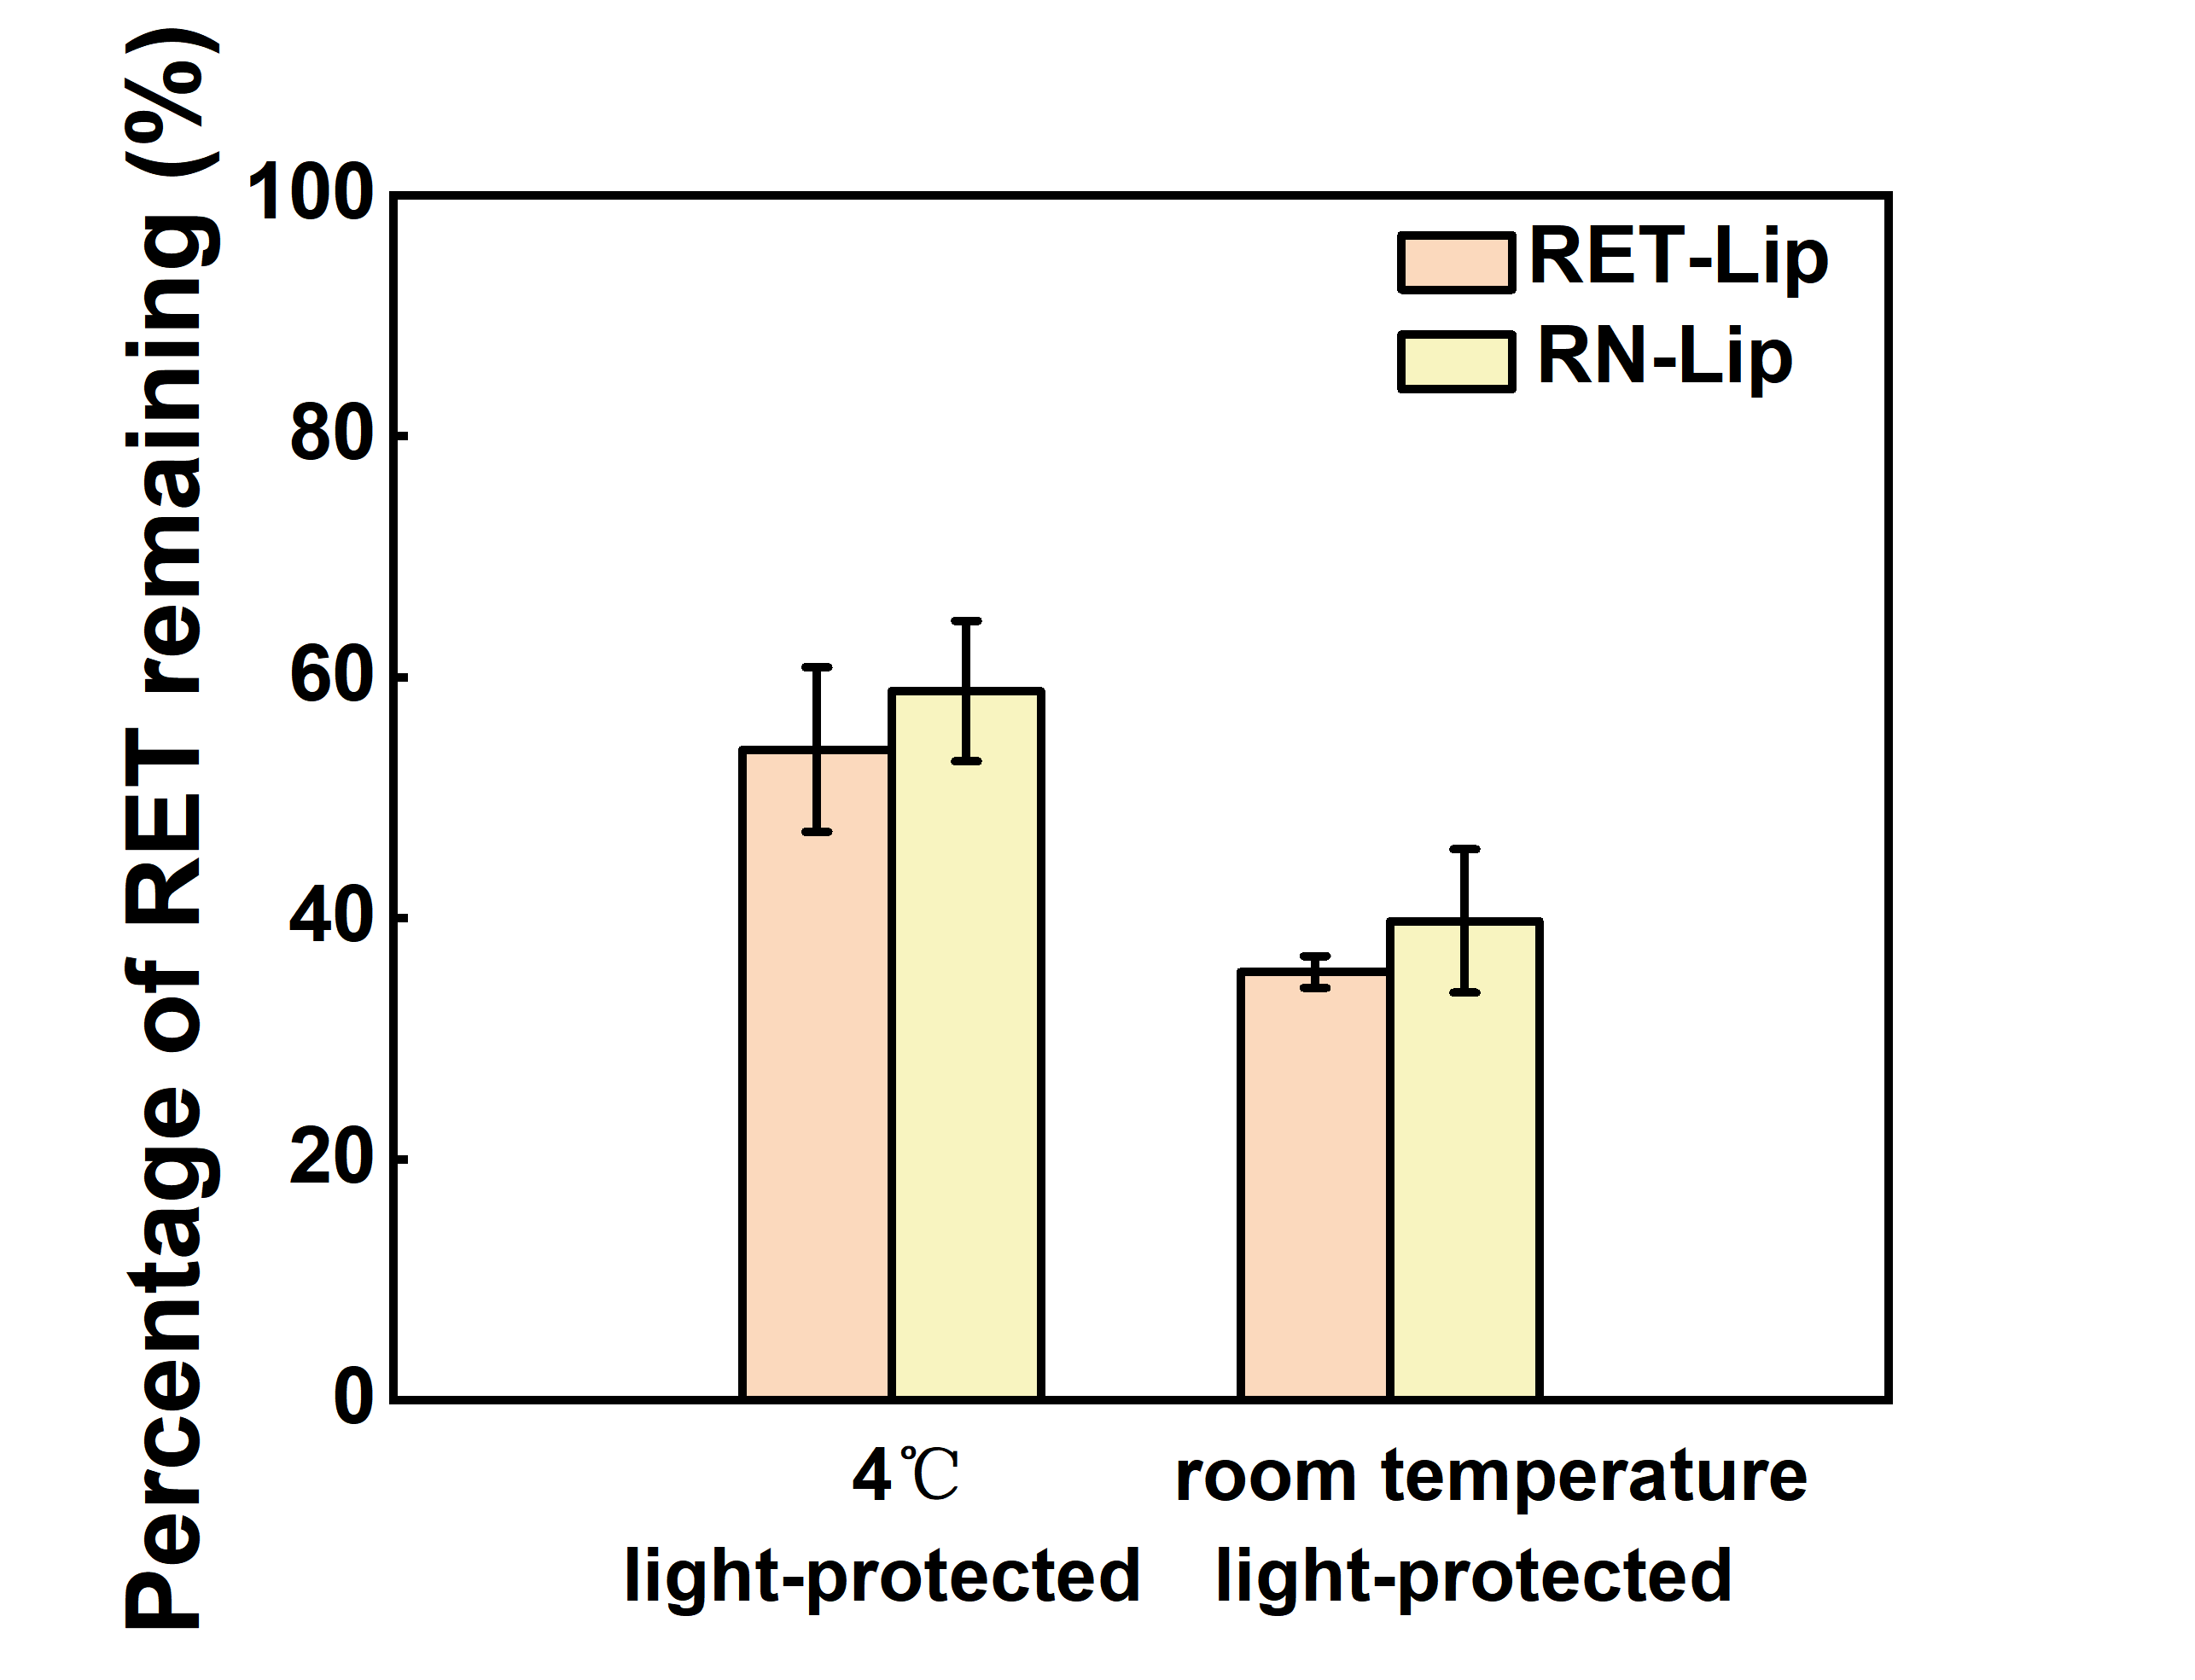 Percentage of RET remaining (%)
100
80
60
40
20
0
RET-Lip
RN-Lip
4℃
light-protected
room temperature
light-protected